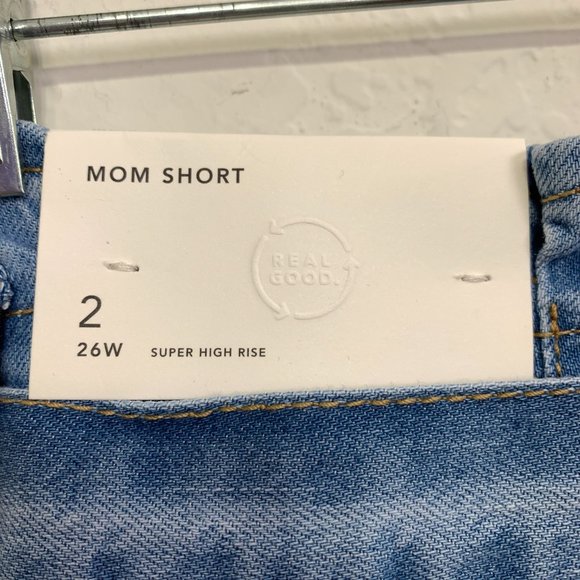 MOM SHORT
REAL
GOOD.
2
26W SUPER HIGH RISE